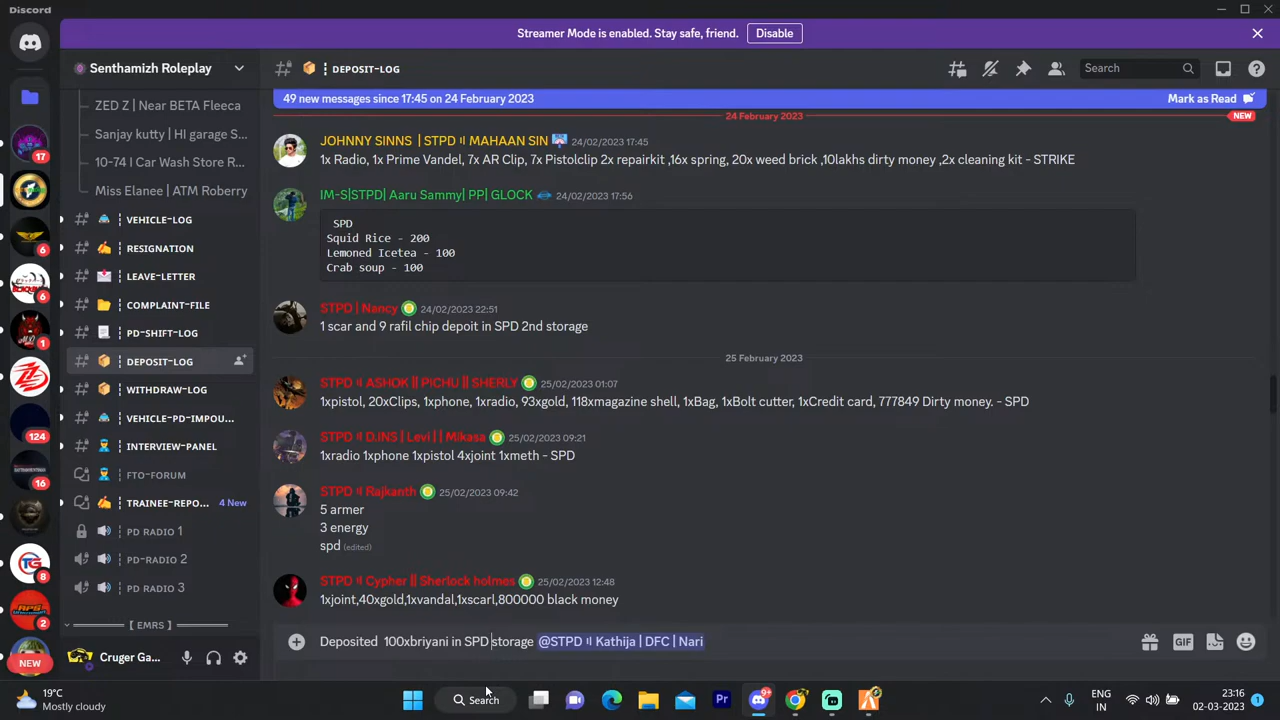 Discord
Streamer Mode is enabled. Stay safe, friend.
Disable
Senthamizh Roleplay
ZED Z | Near BETA Fleeca
Sanjay kutty | HI garage S...
10-74 I Car Wash Store R...
Miss Elanee | ATM Roberry
VEHICLE-LOG
RESIGNATION
LEAVE-LETTER
COMPLAINT-FILE
PD-SHIFT-LOG
DEPOSIT-LOG
WITHDRAW-LOG
VEHICLE-PD-IMPOU...
INTERVIEW-PANEL
FTO-FORUM
TRAINEE-REPO...
4 New
PD RADIO 1
PD-RADIO 2
PD RADIO 3
[ EMRS ]
17
6
6
1
124
16
8
2
NEW
Cruger Ga...
DEPOSIT-LOG
Search
49 new messages since 17:45 on 24 February 2023
Mark as Read
24 February 2023
NEW
JOHNNY SINNS | STPD || MAHAAN SIN 24/02/2023 17:45
1x Radio, 1x Prime Vandel, 7x AR Clip, 7x Pistolclip 2x repairkit ,16x spring, 20x weed brick ,10lakhs dirty money ,2x cleaning kit - STRIKE
IM-S|STPD| Aaru Sammy| PP| GLOCK 24/02/2023 17:56
SPD
Squid Rice - 200
Lemoned Icetea - 100
Crab soup - 100
STPD | Nancy 24/02/2023 22:51
1 scar and 9 rafil chip depoit in SPD 2nd storage
25 February 2023
STPD || ASHOK || PICHU || SHERLY 25/02/2023 01:07
1xpistol, 20xClips, 1xphone, 1xradio, 93xgold, 118xmagazine shell, 1xBag, 1xBolt cutter, 1xCredit card, 777849 Dirty money. - SPD
STPD || D.INS | Levi | | Mikasa 25/02/2023 09:21
1xradio 1xphone 1xpistol 4xjoint 1xmeth - SPD
STPD || Rajkanth 25/02/2023 09:42
5 armer
3 energy
spd (edited)
STPD || Cypher || Sherlock holmes 25/02/2023 12:48
1xjoint,40xgold,1xvandal,1xscarl,800000 black money
Deposited 100xbriyani in SPD storage @STPD || Kathija | DFC | Nari
GIF
19°C
Mostly cloudy
Search
Pr
9+
ENG
IN
23:16
02-03-2023
1